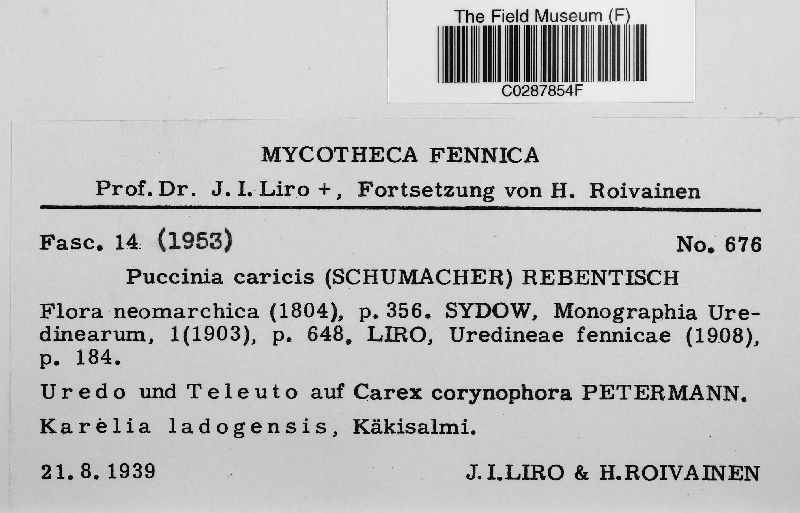 The Field Museum (F)
C0287854F
MYCOTHECA FENNICA
Prof. Dr. J. I. Liro +, Fortsetzung von H. Roivainen
Fasc. 14 (1953) No. 676
Puccinia caricis (SCHUMACHER) REBENTISCH
Flora neomarchica (1804), p. 356. SYDOW, Monographia Ure-
dinearum, 1(1903), p. 648. LIRO, Uredineae fennicae (1908),
p. 184.
Uredo und Teleuto auf Carex corynophora PETERMANN.
Karelia ladogensis, Käkisalmi.
21. 8. 1939 J. I. LIRO & H. ROIVAINEN